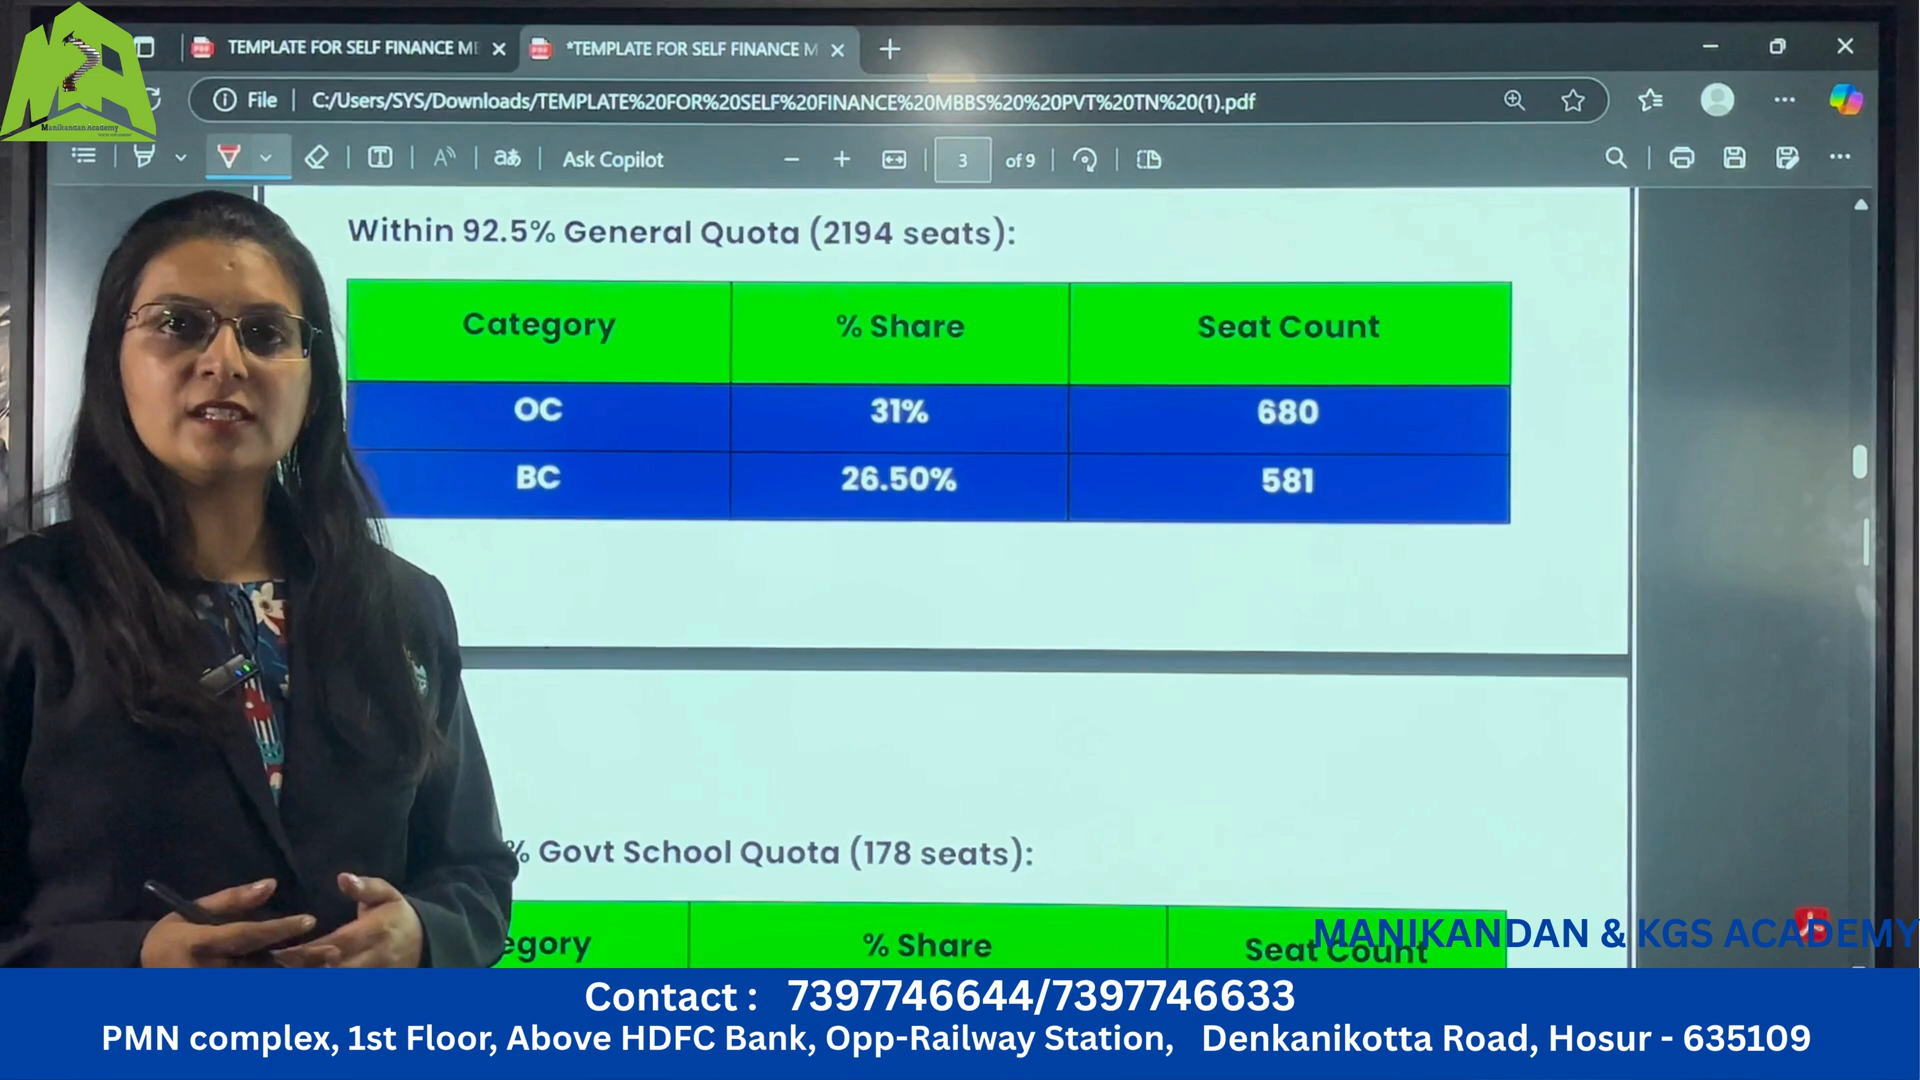 TEMPLATE FOR SELF FINANCE ME
*TEMPLATE FOR SELF FINANCE M
File
C:/Users/SYS/Downloads/TEMPLATE%20FOR%20SELF%20FINANCE%20MBBS%20%20PVT%20TN%20(1).pdf
Manikandan Academy
Ask Copilot
3 of 9
Within 92.5% General Quota (2194 seats):
Category % Share Seat Count
OC 31% 680
BC 26.50% 581
% Govt School Quota (178 seats):
egory % Share Seat Count
MANIKANDAN & KGS ACADEMY
Contact : 7397746644/7397746633
PMN complex, 1st Floor, Above HDFC Bank, Opp-Railway Station, Denkanikotta Road, Hosur - 635109